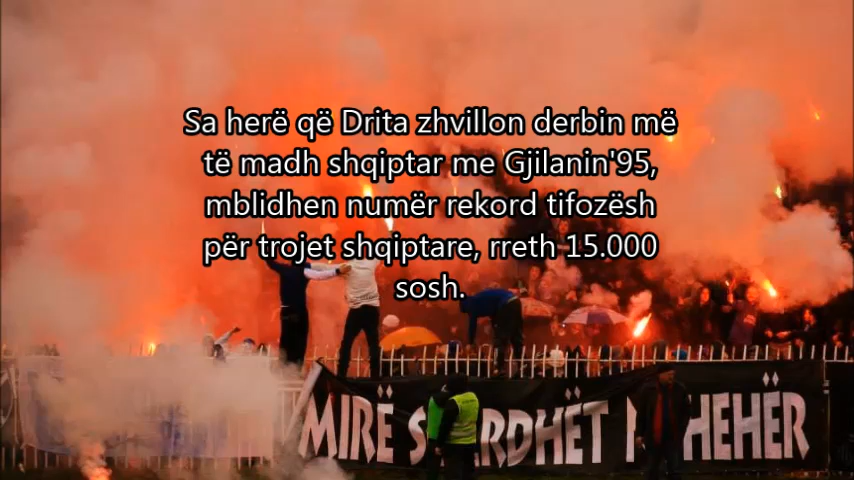 Sa herë që Drita zhvillon derbin më
të madh shqiptar me Gjilanin'95,
mblidhen numër rekord tifozësh
për trojet shqiptare, rreth 15.000
sosh.
MIRË